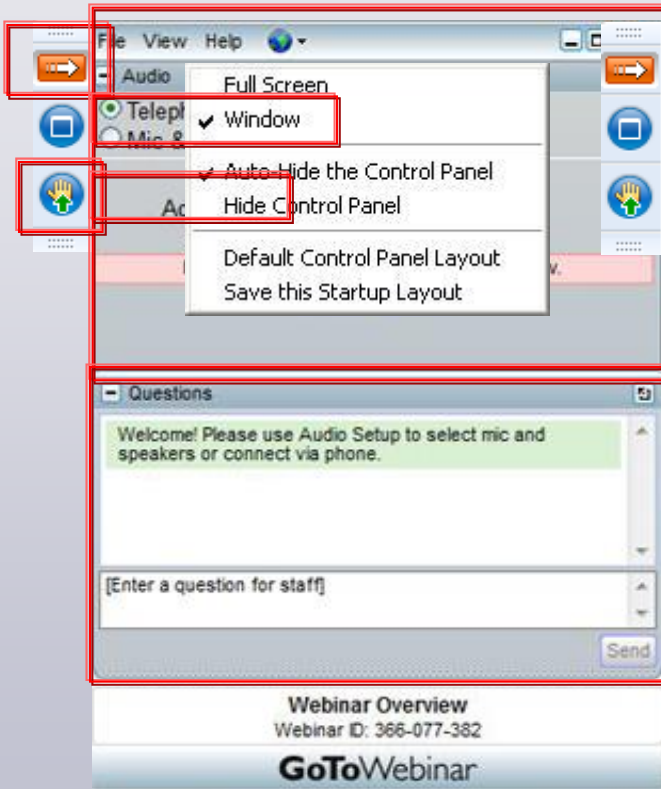 File View Help
Audio
Full Screen
Window
Auto-Hide the Control Panel
Hide Control Panel
Default Control Panel Layout
Save this Startup Layout
Questions
Welcome! Please use Audio Setup to select mic and
speakers or connect via phone.
[Enter a question for staff]
Send
Webinar Overview
Webinar ID: 366-077-382
GoToWebinar